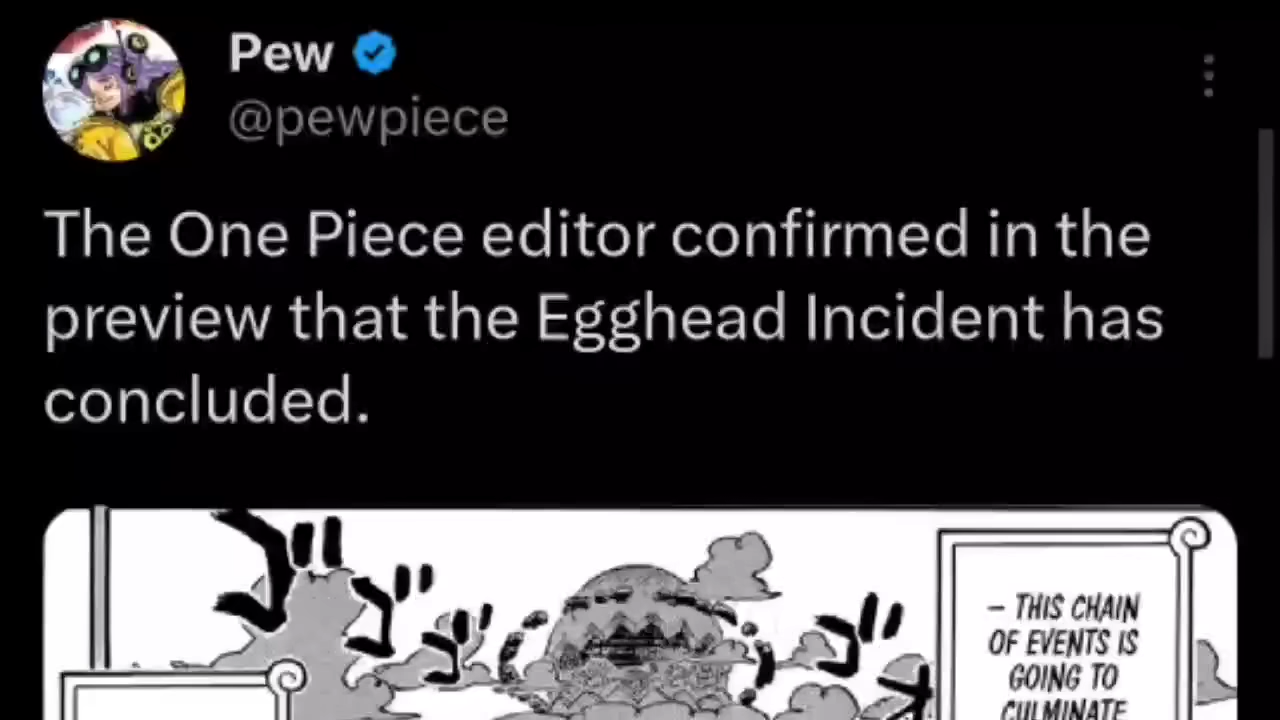 Pew
@pewpiece
The One Piece editor confirmed in the
preview that the Egghead Incident has
concluded.
– THIS CHAIN
OF EVENTS IS
GOING TO
CULMINATE